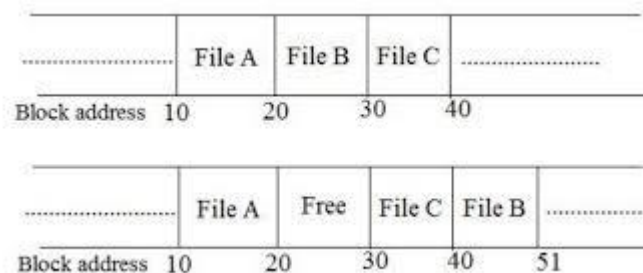 File A File B File C
Block address 10 20 30 40
File A Free File C File B
Block address 10 20 30 40 51